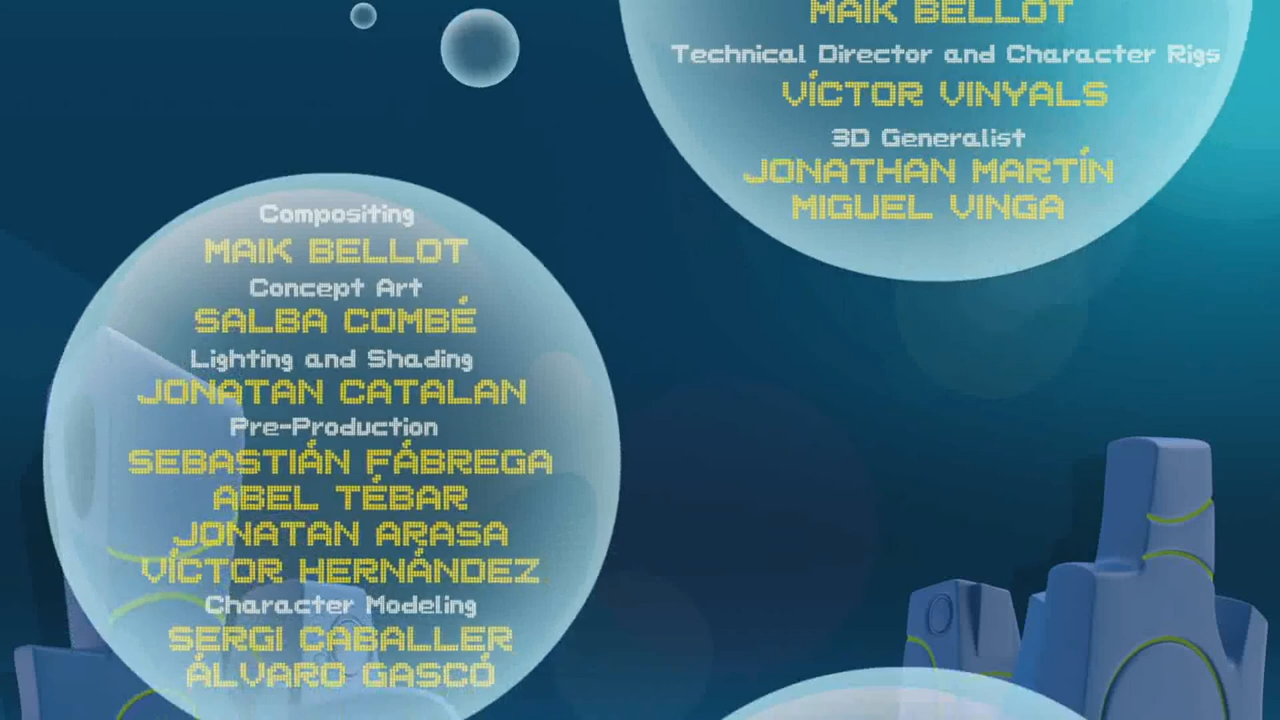 MAIK BELLOT
Technical Director and Character Rigs
VÍCTOR VINYALS
3D Generalist
JONATHAN MARTÍN
MIGUEL VINGA
Compositing
MAIK BELLOT
Concept Art
SALBA COMBÉ
Lighting and Shading
JONATAN CATALAN
Pre-Production
SEBASTIÁN FÁBREGA
ABEL TÉBAR
JONATAN ARASA
VÍCTOR HERNÁNDEZ
Character Modeling
SERGI CABALLER
ÁLVARO GASCÓ